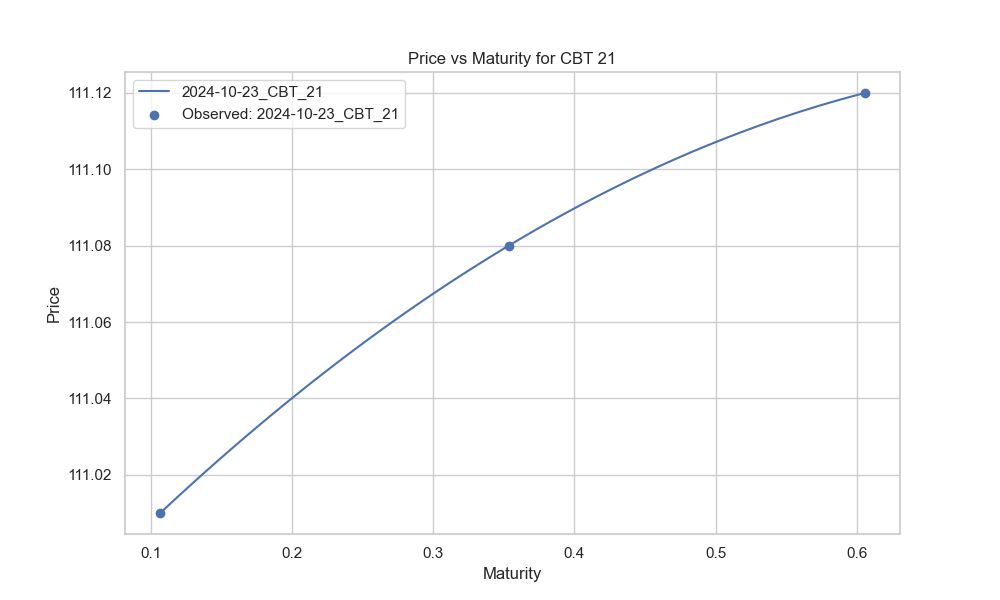 Price vs Maturity for CBT 21
2024-10-23_CBT_21
Observed: 2024-10-23_CBT_21
Price
111.12
111.10
111.08
111.06
111.04
111.02
0.1 0.2 0.3 0.4 0.5 0.6
Maturity